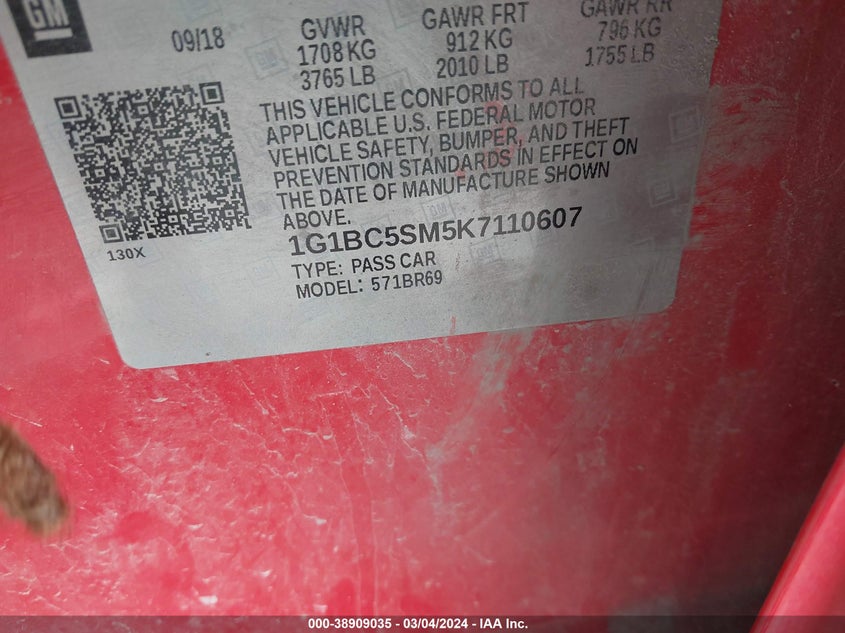 GM
09/18
GVWR
1708 KG
3765 LB
GAWR FRT
912 KG
2010 LB
GAWR RR
796 KG
1755 LB
THIS VEHICLE CONFORMS TO ALL
APPLICABLE U.S. FEDERAL MOTOR
VEHICLE SAFETY, BUMPER, AND THEFT
PREVENTION STANDARDS IN EFFECT ON
THE DATE OF MANUFACTURE SHOWN
ABOVE.
130X
1G1BC5SM5K7110607
TYPE: PASS CAR
MODEL: 571BR69
000-38909035 - 03/04/2024 - IAA Inc.